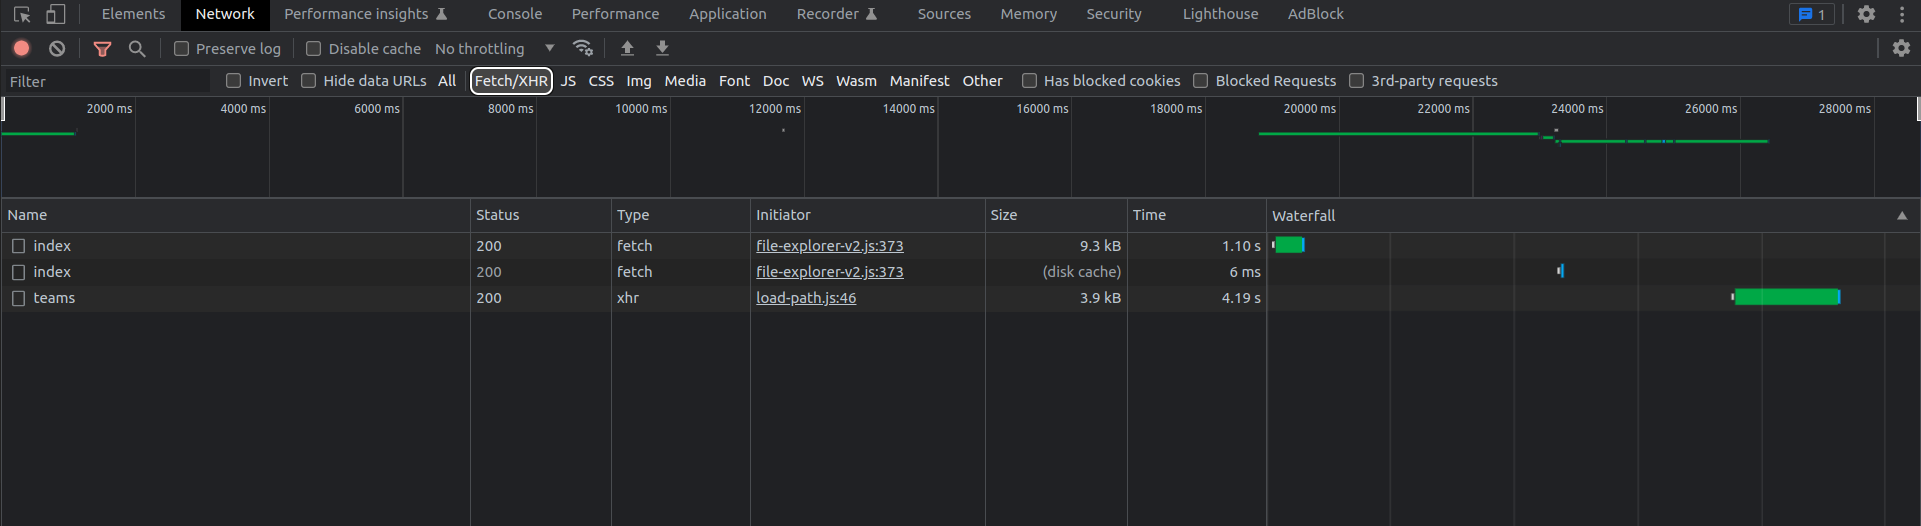 Elements Network Performance insights Console Performance Application Recorder Sources Memory Security Lighthouse AdBlock 1
Preserve log Disable cache No throttling
Filter Invert Hide data URLs All Fetch/XHR JS CSS Img Media Font Doc WS Wasm Manifest Other Has blocked cookies Blocked Requests 3rd-party requests
2000 ms 4000 ms 6000 ms 8000 ms 10000 ms 12000 ms 14000 ms 16000 ms 18000 ms 20000 ms 22000 ms 24000 ms 26000 ms 28000 ms
Name Status Type Initiator Size Time Waterfall
index 200 fetch file-explorer-v2.js:373 9.3 kB 1.10 s
index 200 fetch file-explorer-v2.js:373 (disk cache) 6 ms
teams 200 xhr load-path.js:46 3.9 kB 4.19 s